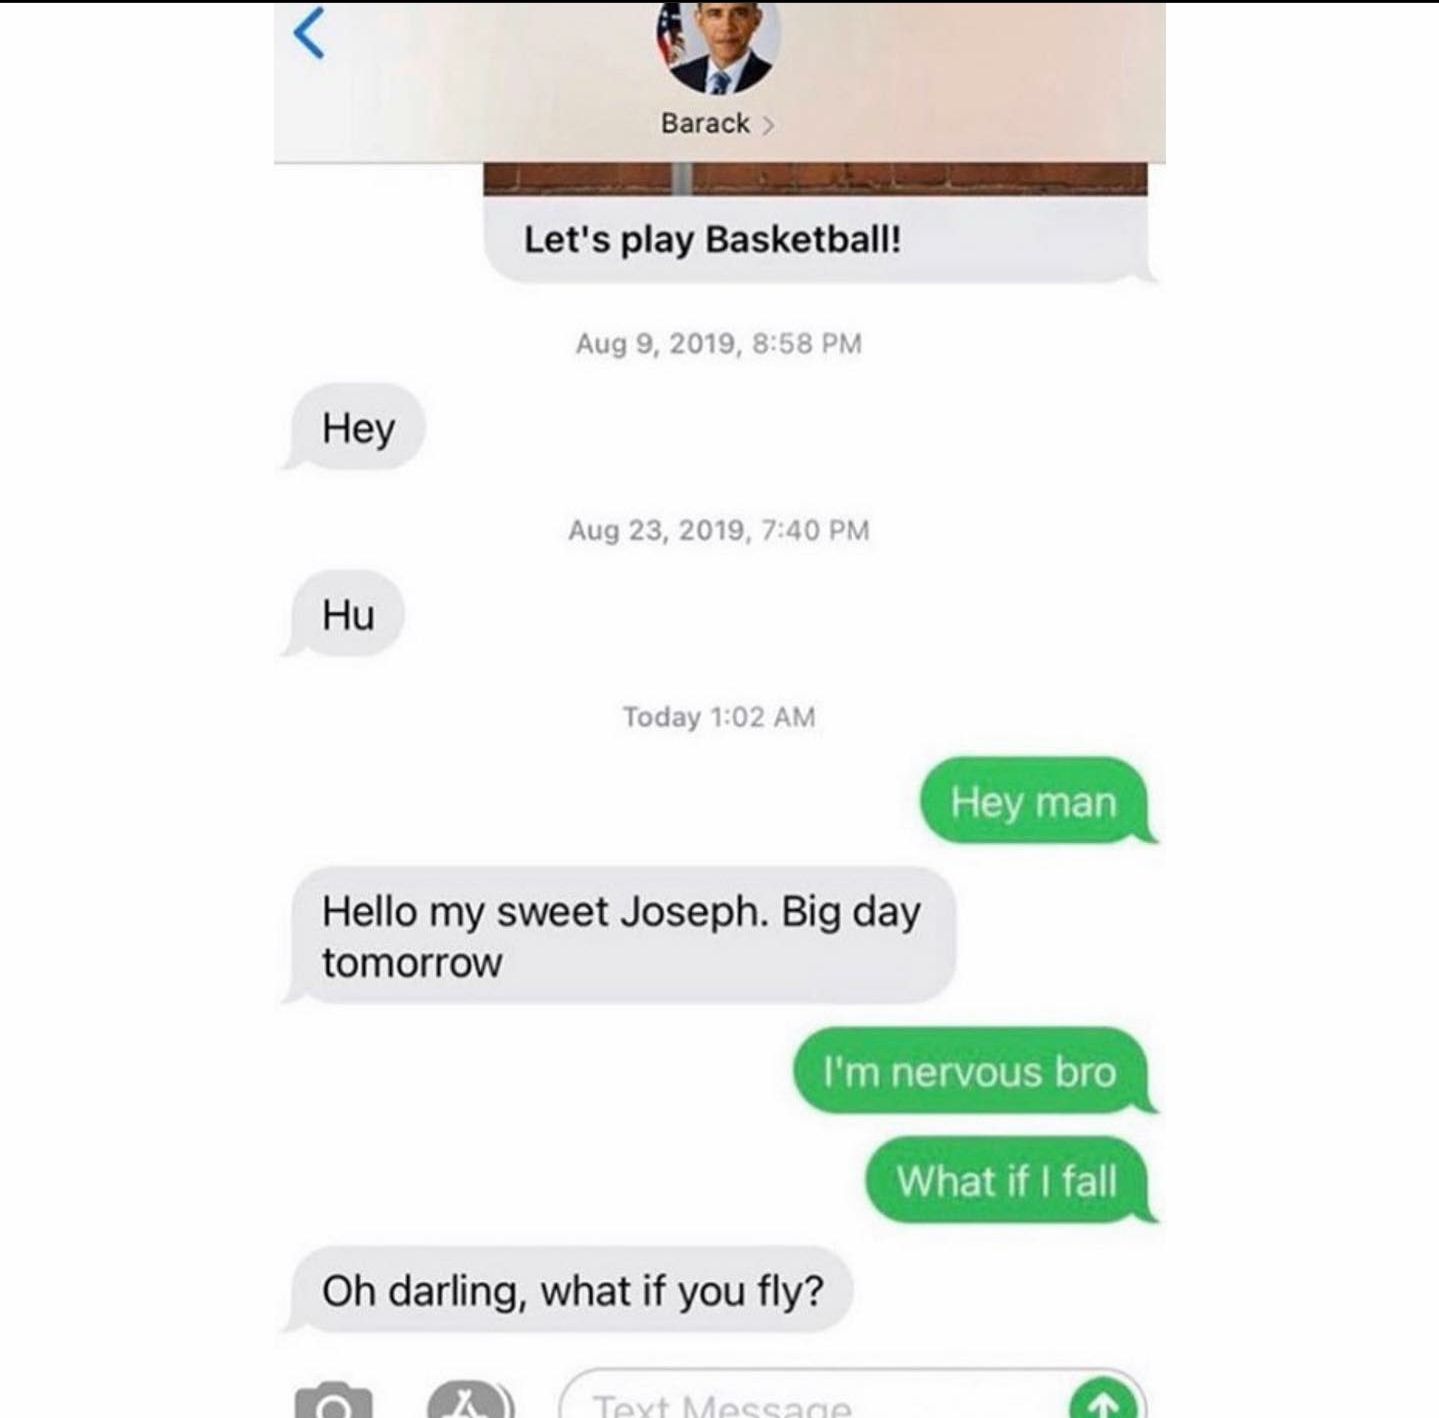 Barack
Let's play Basketball!
Aug 9, 2019, 8:58 PM
Hey
Aug 23, 2019, 7:40 PM
Hu
Today 1:02 AM
Hey man
Hello my sweet Joseph. Big day
tomorrow
I'm nervous bro
What if I fall
Oh darling, what if you fly?
Text Message